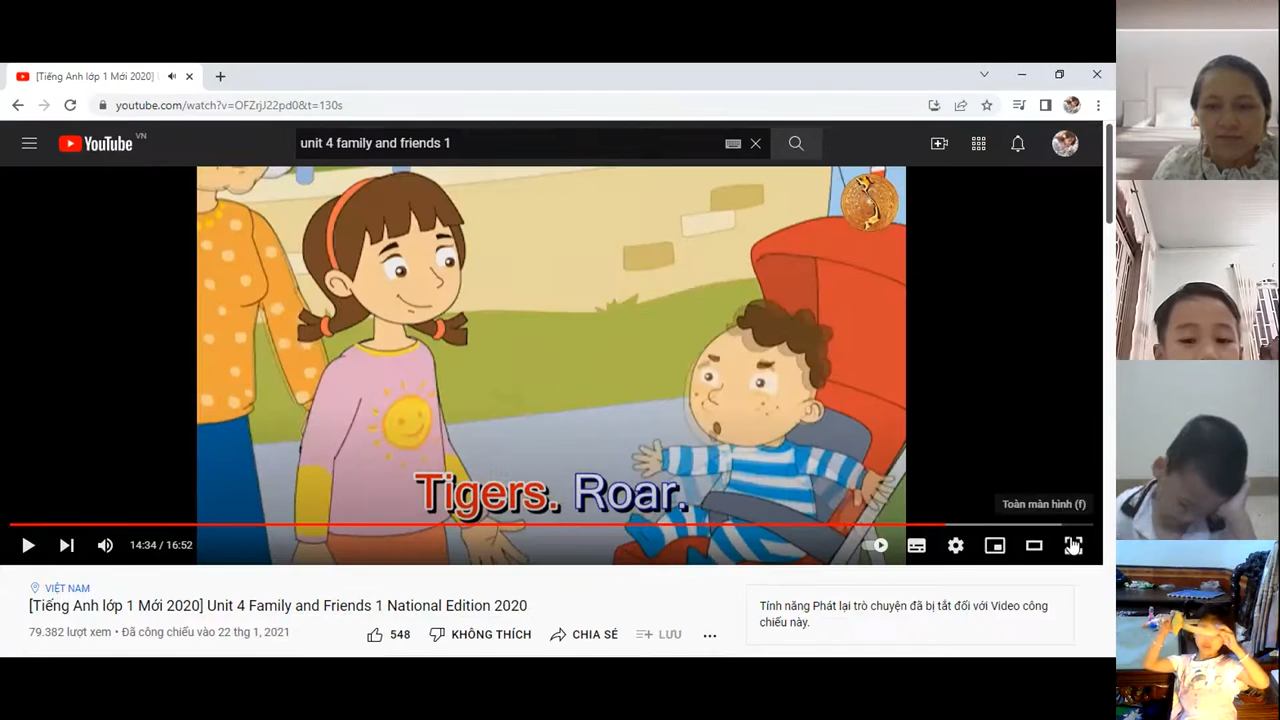 [Tiếng Anh lớp 1 Mới 2020] U
youtube.com/watch?v=OFZrjJ22pd0&t=130s
YouTube VN
unit 4 family and friends 1
Tigers. Roar.
Toàn màn hình (f)
14:34 / 16:52
VIỆT NAM
[Tiếng Anh lớp 1 Mới 2020] Unit 4 Family and Friends 1 National Edition 2020
79.382 lượt xem • Đã công chiếu vào 22 thg 1, 2021
548 KHÔNG THÍCH CHIA SẺ LƯU
Tính năng Phát lại trò chuyện đã bị tắt đối với Video công
chiếu này.